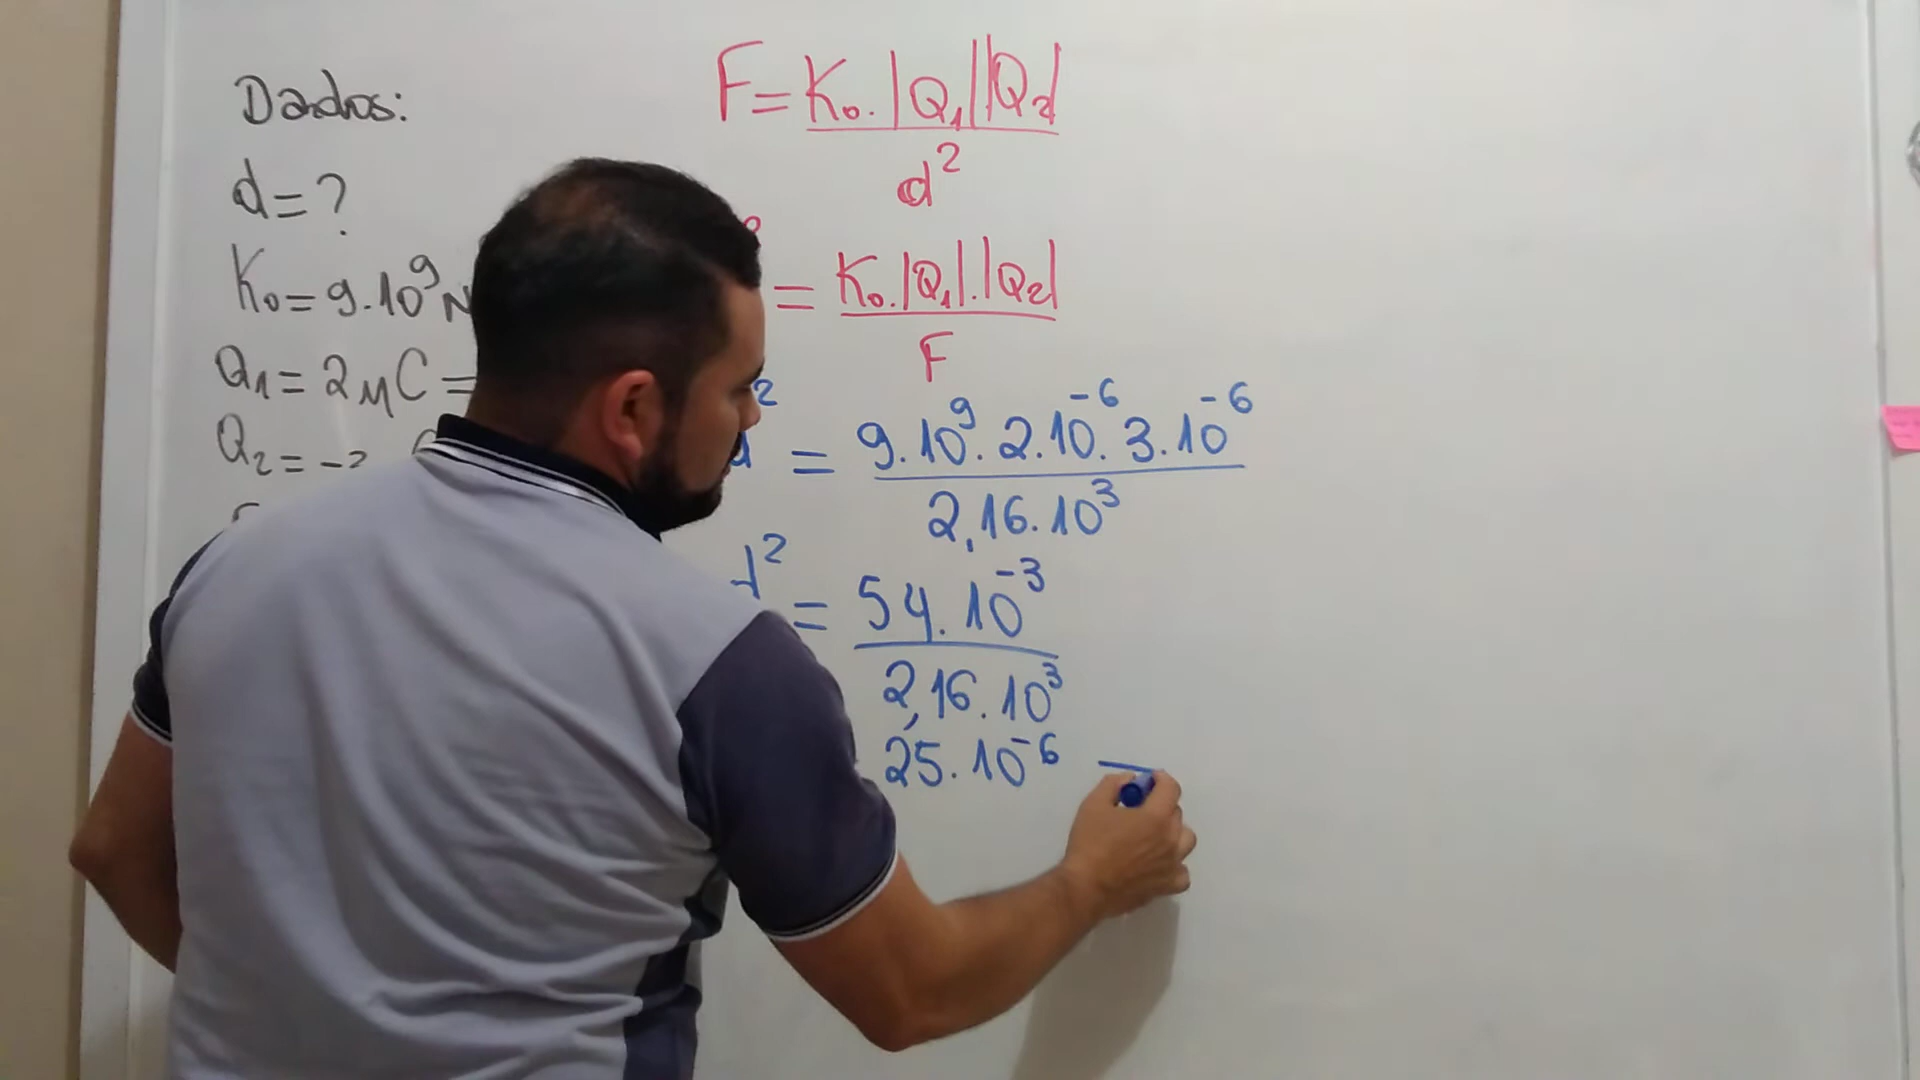 Dados:
d = ?
K₀ = 9.10⁹ N
Q₁ = 2 μC =
Q₂ = -
F = K₀.|Q₁||Q₂|
d²
= K₀.|Q₁|.|Q₂|
F
d² = 9.10⁹.2.10⁻⁶.3.10⁻⁶
2,16.10³
d² = 54.10⁻³
2,16.10³
25.10⁻⁶